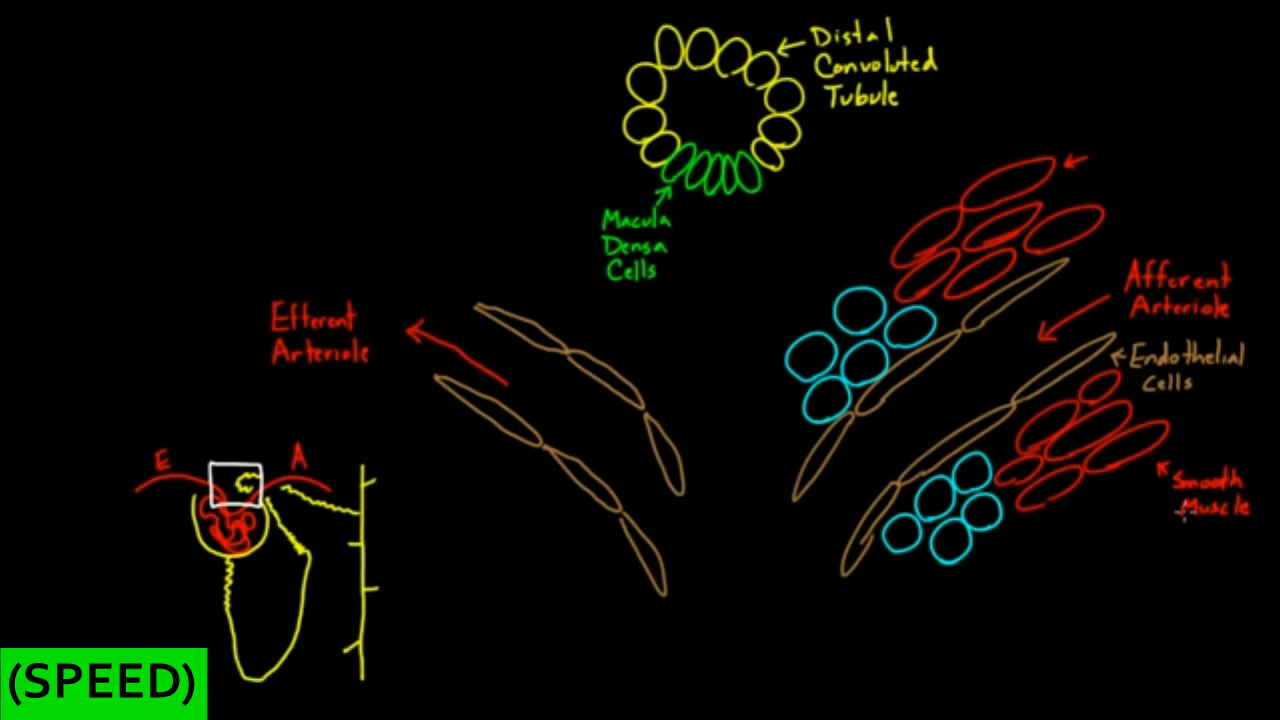 Distal
Convoluted
Tubule
Macula
Densa
Cells
Afferent
Arteriole
Efferent
Arteriole
Endothelial
Cells
E
A
Smooth
Muscle
(SPEED)